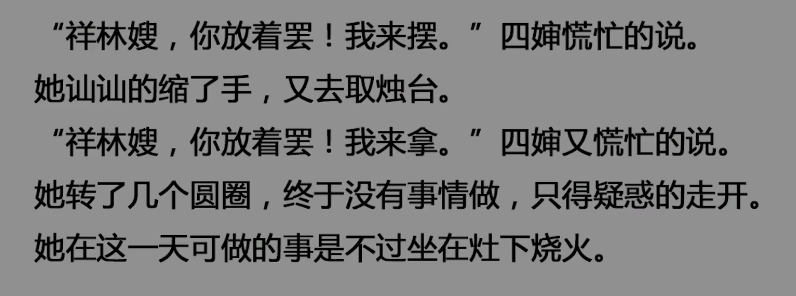 “祥林嫂，你放着罢！我来摆。”四婶慌忙的说。
她讪讪的缩了手，又去取烛台。
“祥林嫂，你放着罢！我来拿。”四婶又慌忙的说。
她转了几个圆圈，终于没有事情做，只得疑惑的走开。
她在这一天可做的事是不过坐在灶下烧火。